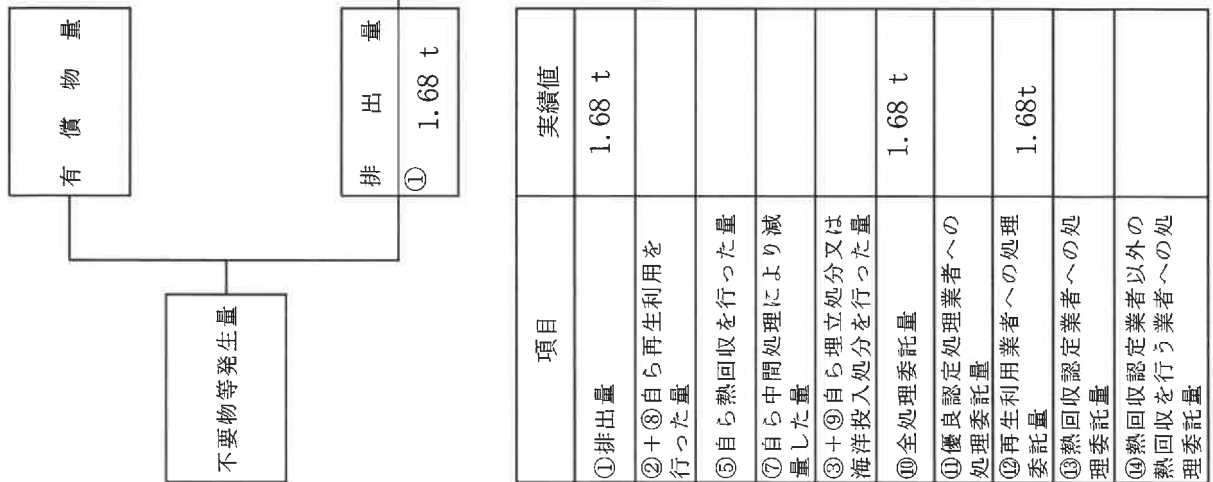 有償物量
排出量
① 1.68 t
不要物等発生量
項目 実績値
①排出量 1.68 t
②＋⑧自ら再生利用を
行った量
⑤自ら熱回収を行った量
⑦自ら中間処理により減
量した量
③＋⑨自ら埋立処分又は
海洋投入処分を行った量
⑩全処理委託量 1.68 t
⑪優良認定処理業者への
処理委託量
⑫再生利用業者への処理
委託量 1.68t
⑬熱回収認定業者への処
理委託量
⑭熱回収認定業者以外の
熱回収を行う業者への処
理委託量